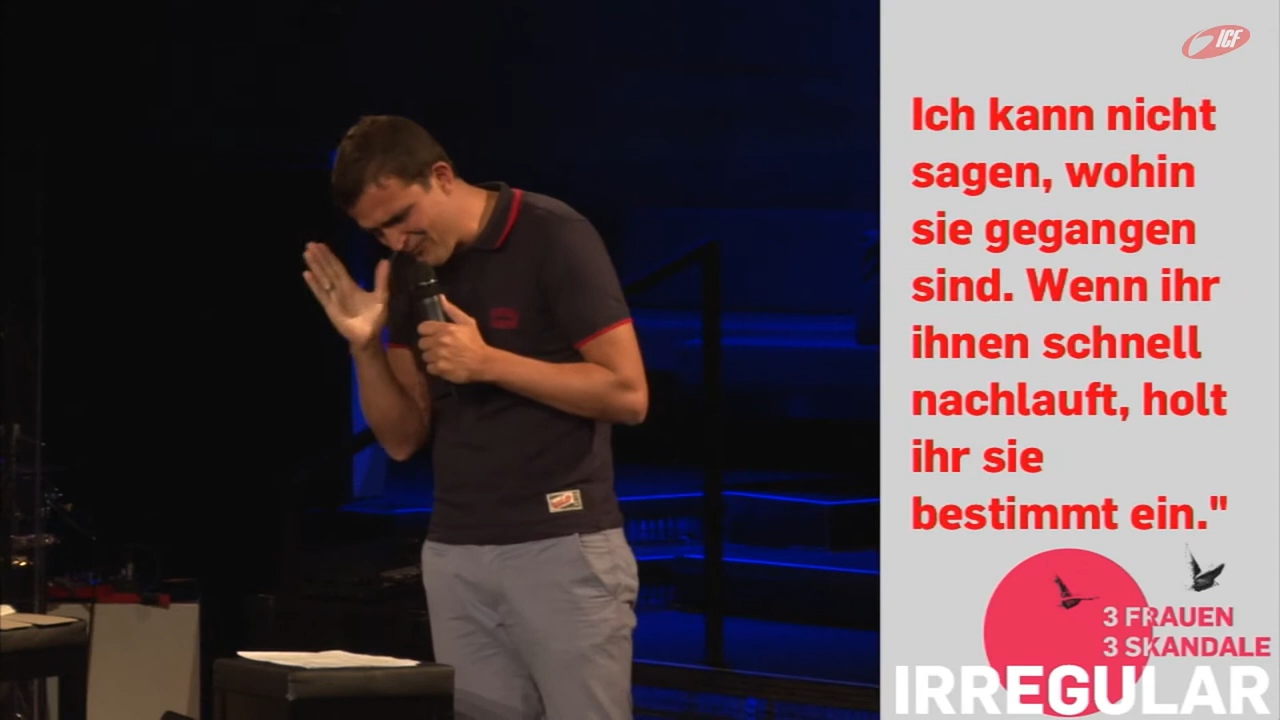 ICF
Ich kann nicht
sagen, wohin
sie gegangen
sind. Wenn ihr
ihnen schnell
nachlauft, holt
ihr sie
bestimmt ein."
3 FRAUEN
3 SKANDALE
IRREGULAR